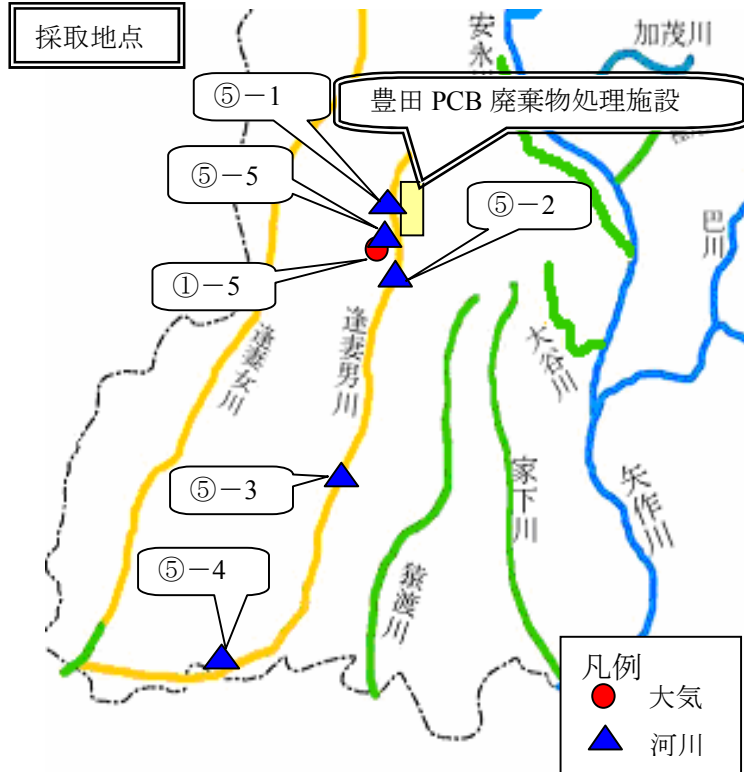 採取地点
安永
加茂川
⑤－1
豊田 PCB 廃棄物処理施設
⑤－5
⑤－2
巴川
①－5
逢妻女川
逢妻男川
大谷川
⑤－3
家下川
矢作川
⑤－4
猿渡川
凡例
大気
河川